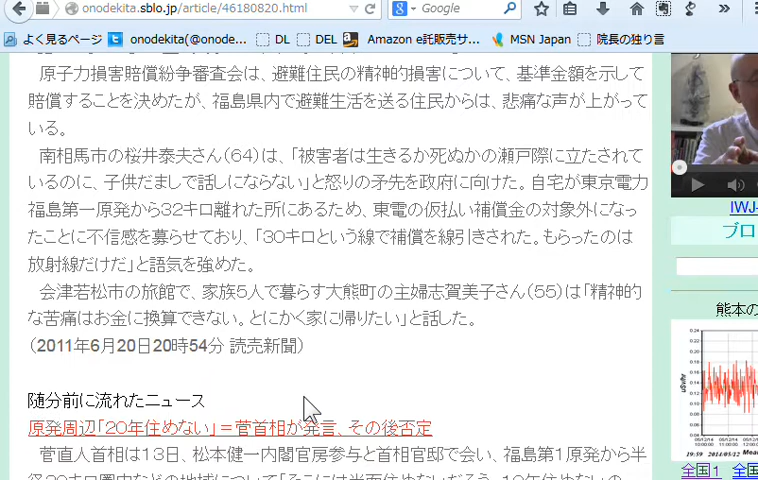 onodekita.sblo.jp/article/46180820.html
Google
よく見るページ
onodekita(@onode...
DL
DEL
Amazon e託販売サ...
MSN Japan
院長の独り言
原子力損害賠償紛争審査会は、避難住民の精神的損害について、基準金額を示して
賠償することを決めたが、福島県内で避難生活を送る住民からは、悲痛な声が上がって
いる。
南相馬市の桜井泰夫さん（64）は、「被害者は生きるか死ぬかの瀬戸際に立たされて
いるのに、子供だましで話しにならない」と怒りの矛先を政府に向けた。自宅が東京電力
福島第一原発から32キロ離れた所にあるため、東電の仮払い補償金の対象外になっ
たことに不信感を募らせており、「30キロという線で補償を線引きされた。もらったのは
放射線だけだ」と語気を強めた。
会津若松市の旅館で、家族5人で暮らす大熊町の主婦志賀美子さん（55）は「精神的
な苦痛はお金に換算できない。とにかく家に帰りたい」と話した。
（2011年6月20日20時54分 読売新聞）
随分前に流れたニュース
原発周辺「20年住めない」＝菅首相が発言、その後否定
菅直人首相は13日、松本健一内閣官房参与と首相官邸で会い、福島第1原発から半
IWJ-
ブロ
熊本の
0.24
0.20
0.16
0.12
0.08
0.04
0.00
μSv/hr
19:59 2014/05/12 Mea
全国1 全国